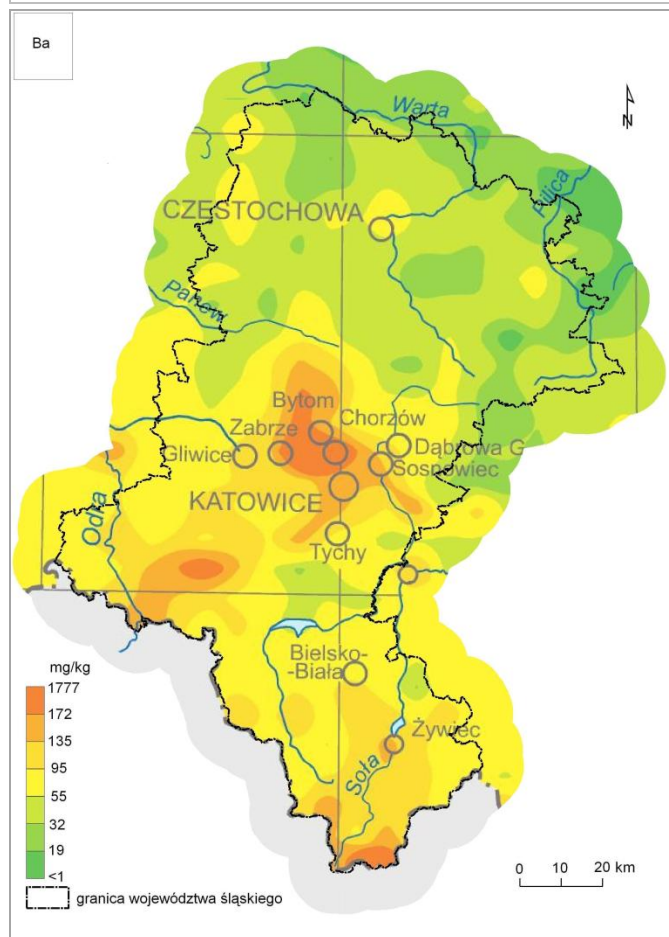 Ba
Warta
N
Pilica
CZĘSTOCHOWA
Panew
Bytom
Chorzów
Zabrze
Gliwice
Dąbrowa G
Sosnowiec
KATOWICE
Odra
Tychy
Bielsko-
-Biała
mg/kg
1777
172
135
95
55
32
19
<1
Żywiec
Soła
0 10 20 km
granica województwa śląskiego